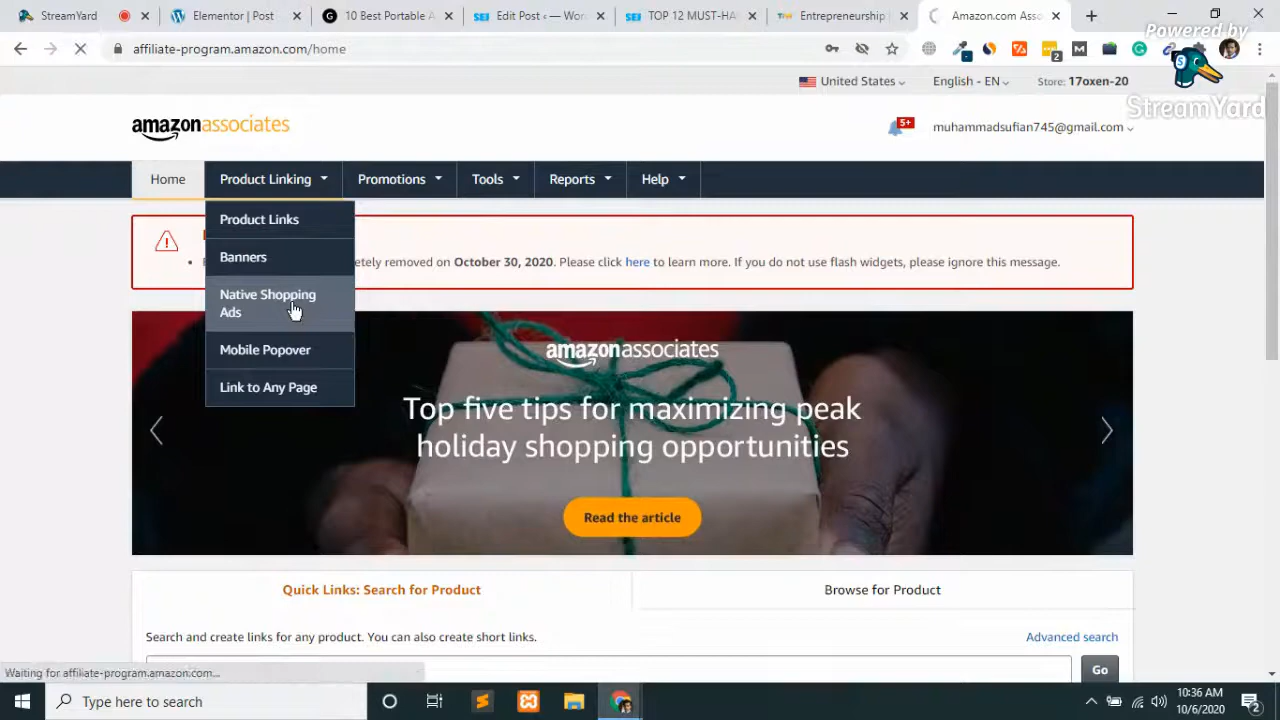 StreamYard
Elementor | Post
10 Best Portable A
Edit Post ‹ — Wor
TOP 12 MUST-HA
Entrepreneurship
Amazon.com Ass
Powered by
StreamYard
affiliate-program.amazon.com/home
2
United States
English - EN
Store: 17oxen-20
amazonassociates
5+
muhammadsufian745@gmail.com
Home
Product Linking
Promotions
Tools
Reports
Help
Product Links
Banners
Native Shopping
Ads
Mobile Popover
Link to Any Page
etely removed on October 30, 2020. Please click here to learn more. If you do not use flash widgets, please ignore this message.
amazonassociates
Top five tips for maximizing peak
holiday shopping opportunities
Read the article
Quick Links: Search for Product
Browse for Product
Search and create links for any product. You can also create short links.
Advanced search
Go
Waiting for affiliate-program.amazon.com...
Type here to search
10:36 AM
10/6/2020
2